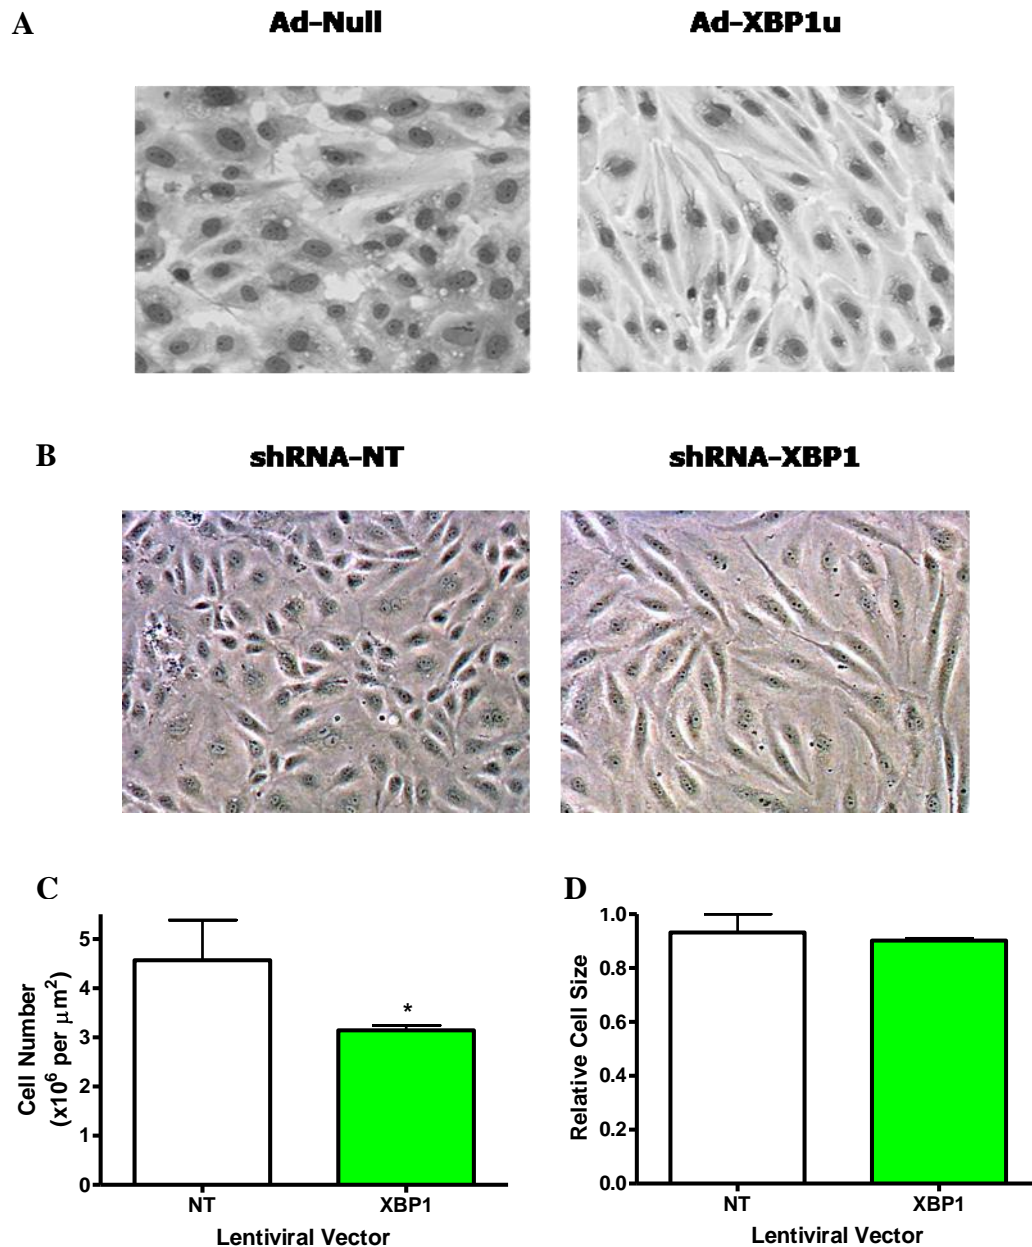 A
Ad-Null
Ad-XBP1u
B
shRNA-NT
shRNA-XBP1
C
Cell Number
(x10⁶ per μm²)
5
4
3
2
1
0
*
NT
XBP1
Lentiviral Vector
D
Relative Cell Size
1.0
0.8
0.6
0.4
0.2
0.0
NT
XBP1
Lentiviral Vector